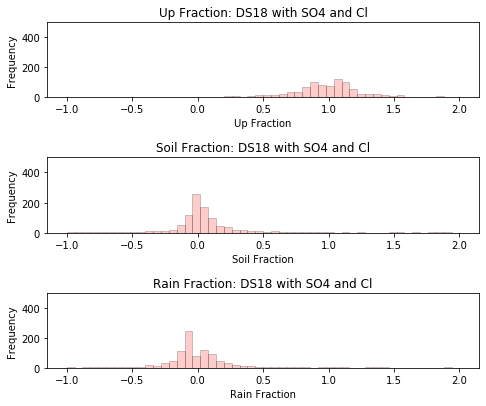 Up Fraction: DS18 with SO4 and Cl
400
200
0
Frequency
−1.0 −0.5 0.0 0.5 1.0 1.5 2.0
Up Fraction
Soil Fraction: DS18 with SO4 and Cl
400
200
0
Frequency
−1.0 −0.5 0.0 0.5 1.0 1.5 2.0
Soil Fraction
Rain Fraction: DS18 with SO4 and Cl
400
200
0
Frequency
−1.0 −0.5 0.0 0.5 1.0 1.5 2.0
Rain Fraction